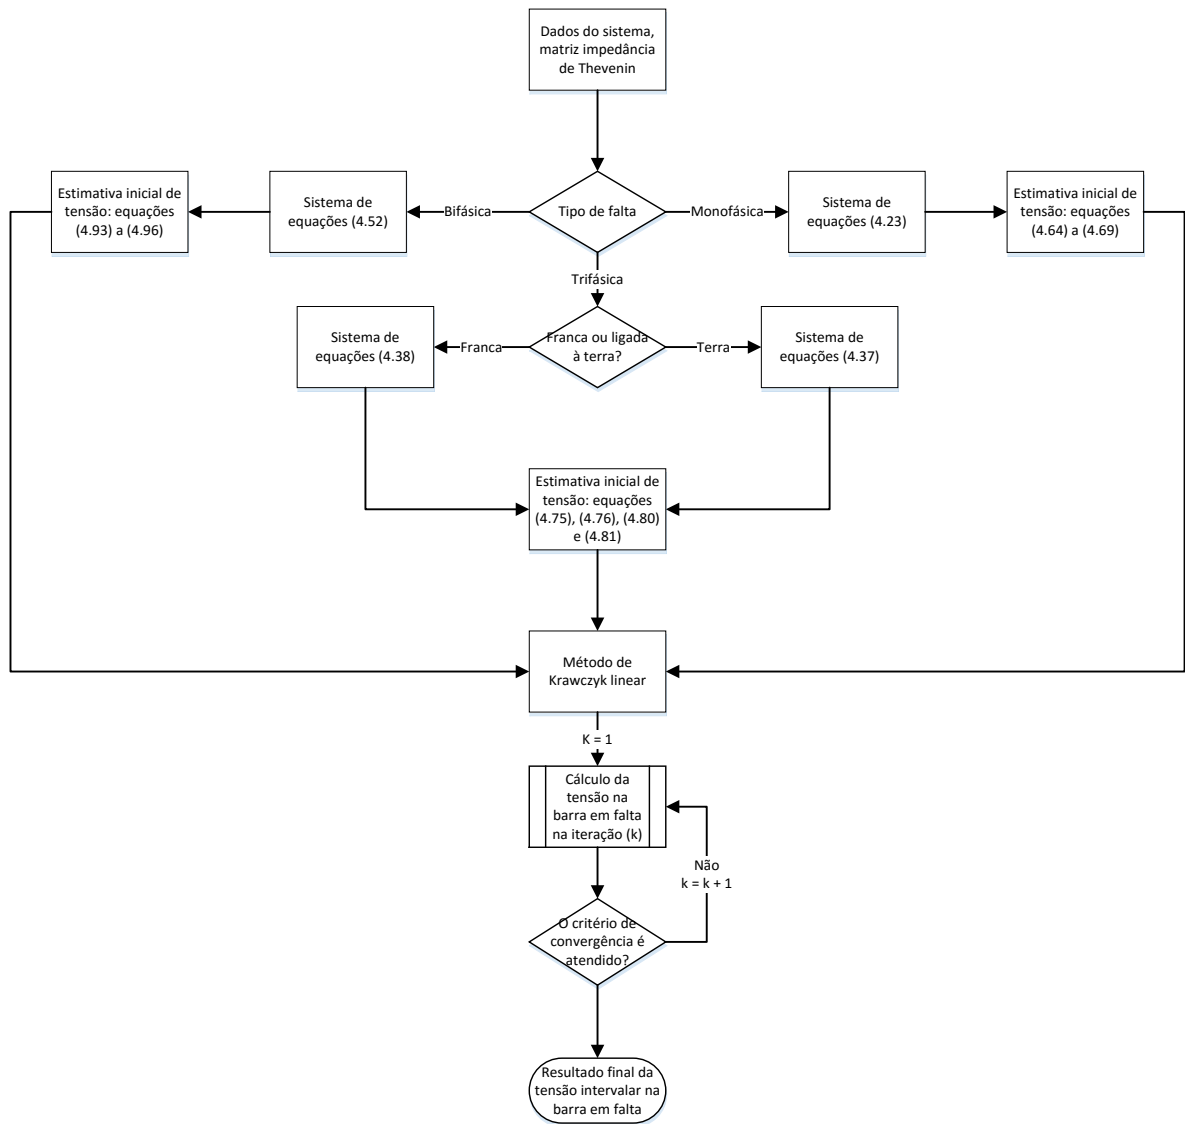 Dados do sistema,
matriz impedância
de Thevenin
Estimativa inicial de
tensão: equações
(4.93) a (4.96)
Sistema de
equações (4.52)
Bifásica
Tipo de falta
Monofásica
Sistema de
equações (4.23)
Estimativa inicial de
tensão: equações
(4.64) a (4.69)
Trifásica
Sistema de
equações (4.38)
Franca
Franca ou ligada
à terra?
Terra
Sistema de
equações (4.37)
Estimativa inicial de
tensão: equações
(4.75), (4.76), (4.80)
e (4.81)
Método de
Krawczyk linear
K = 1
Cálculo da
tensão na
barra em falta
na iteração (k)
Não
k = k + 1
O critério de
convergência é
atendido?
Resultado final da
tensão intervalar na
barra em falta